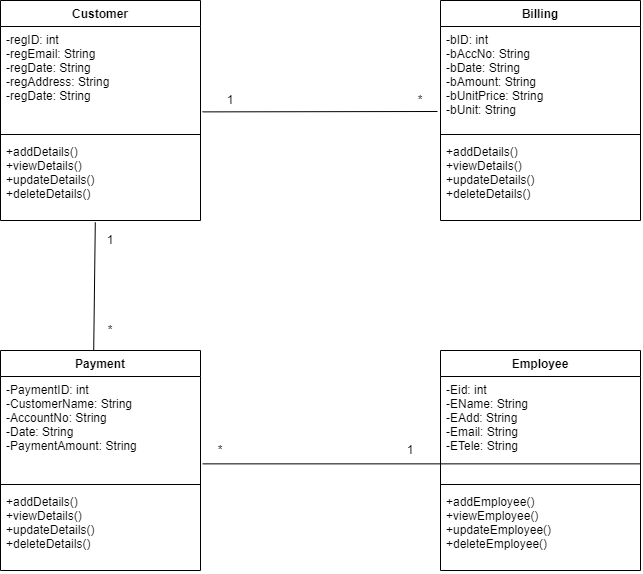 Customer
-regID: int
-regEmail: String
-regDate: String
-regAddress: String
-regDate: String
+addDetails()
+viewDetails()
+updateDetails()
+deleteDetails()
Billing
-bID: int
-bAccNo: String
-bDate: String
-bAmount: String
-bUnitPrice: String
-bUnit: String
+addDetails()
+viewDetails()
+updateDetails()
+deleteDetails()
1
*
1
*
Payment
-PaymentID: int
-CustomerName: String
-AccountNo: String
-Date: String
-PaymentAmount: String
+addDetails()
+viewDetails()
+updateDetails()
+deleteDetails()
*
1
Employee
-Eid: int
-EName: String
-EAdd: String
-Email: String
-ETele: String
+addEmployee()
+viewEmployee()
+updateEmployee()
+deleteEmployee()